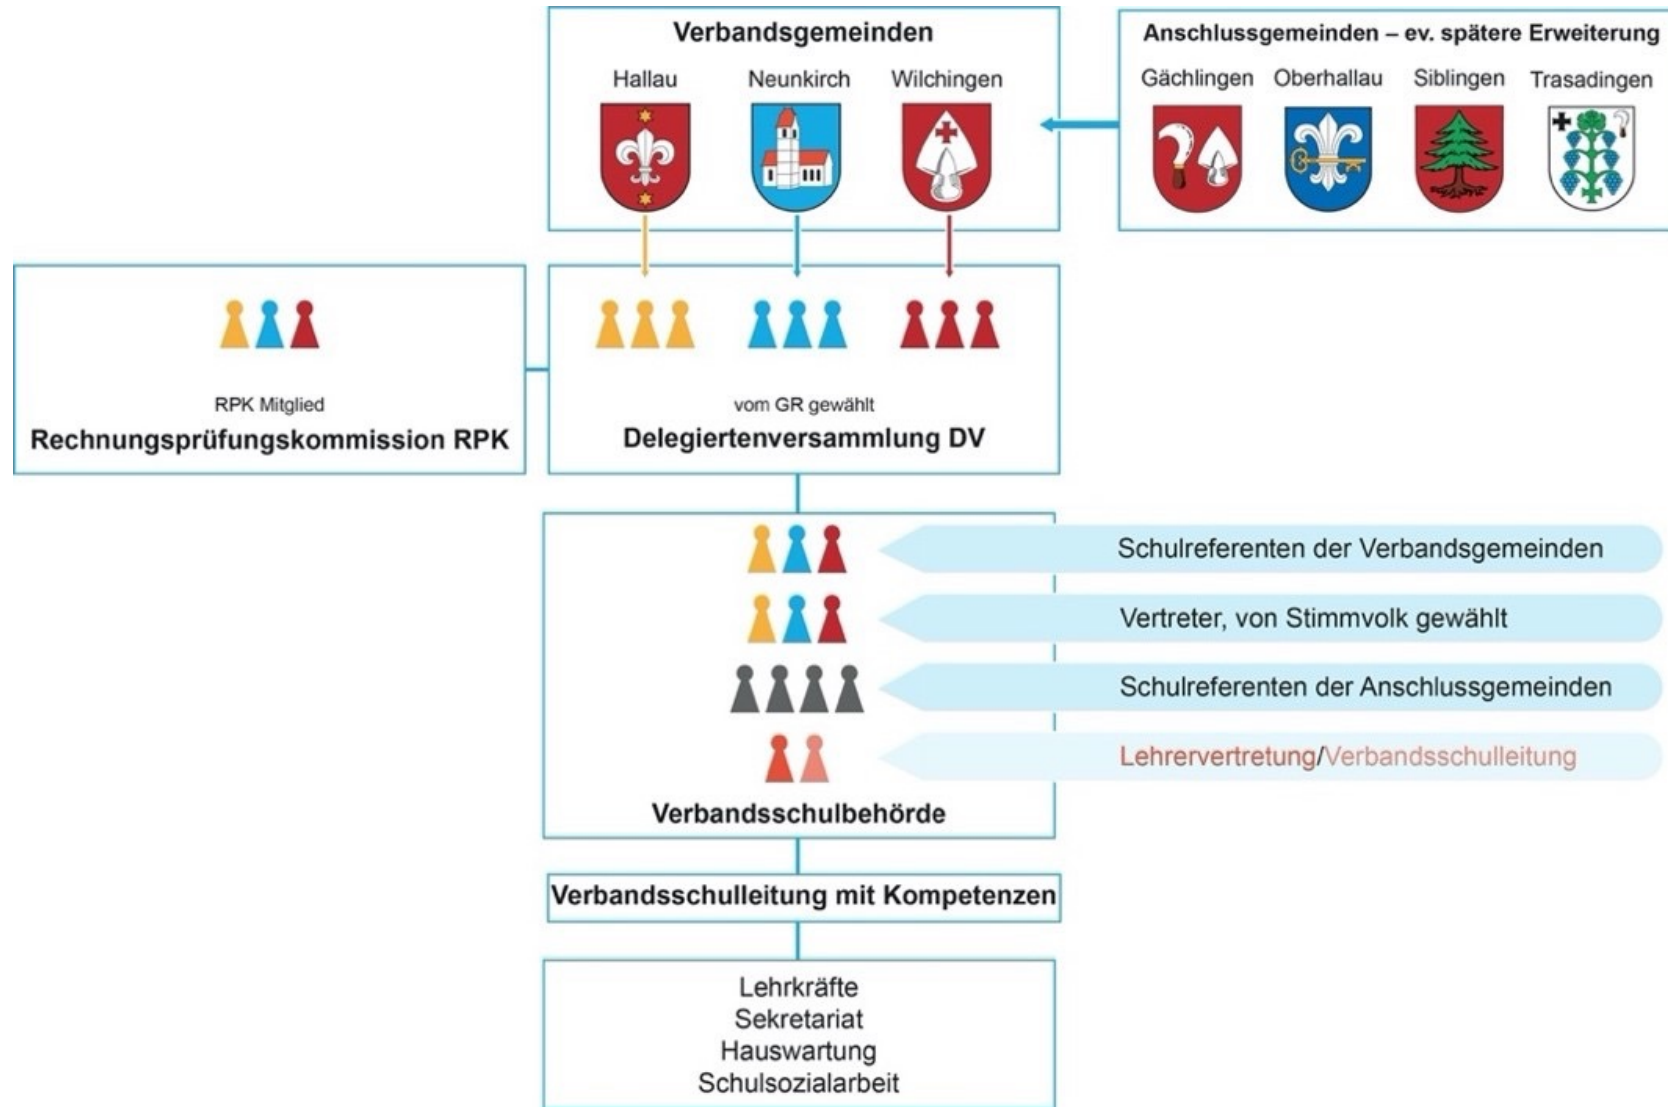 Verbandsgemeinden
Hallau
Neunkirch
Wilchingen
Anschlussgemeinden – ev. spätere Erweiterung
Gächlingen
Oberhallau
Siblingen
Trasadingen
RPK Mitglied
Rechnungsprüfungskommission RPK
vom GR gewählt
Delegiertenversammlung DV
Schulreferenten der Verbandsgemeinden
Vertreter, von Stimmvolk gewählt
Schulreferenten der Anschlussgemeinden
Lehrervertretung/Verbandsschulleitung
Verbandsschulbehörde
Verbandsschulleitung mit Kompetenzen
Lehrkräfte
Sekretariat
Hauswartung
Schulsozialarbeit